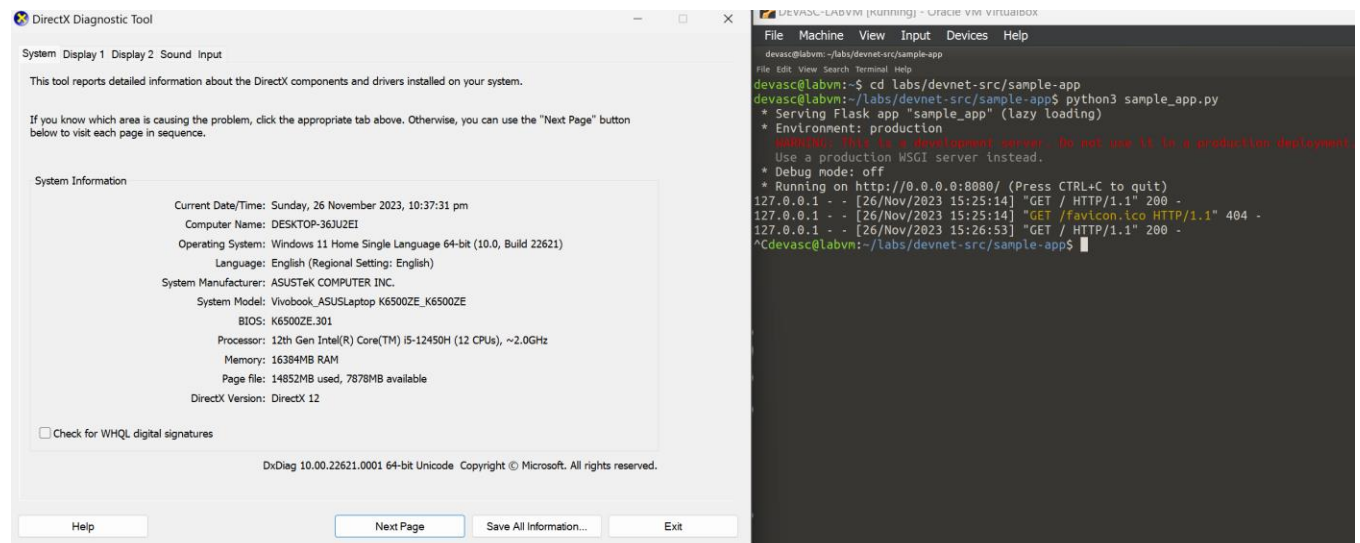 DirectX Diagnostic Tool
System Display 1 Display 2 Sound Input
This tool reports detailed information about the DirectX components and drivers installed on your system.
If you know which area is causing the problem, click the appropriate tab above. Otherwise, you can use the "Next Page" button
below to visit each page in sequence.
System Information
Current Date/Time: Sunday, 26 November 2023, 10:37:31 pm
Computer Name: DESKTOP-36JU2EI
Operating System: Windows 11 Home Single Language 64-bit (10.0, Build 22621)
Language: English (Regional Setting: English)
System Manufacturer: ASUSTeK COMPUTER INC.
System Model: Vivobook_ASUSLaptop K6500ZE_K6500ZE
BIOS: K6500ZE.301
Processor: 12th Gen Intel(R) Core(TM) i5-12450H (12 CPUs), ~2.0GHz
Memory: 16384MB RAM
Page file: 14852MB used, 7878MB available
DirectX Version: DirectX 12
Check for WHQL digital signatures
DxDiag 10.00.22621.0001 64-bit Unicode Copyright © Microsoft. All rights reserved.
Help Next Page Save All Information... Exit
DEVASC-LABVM [Running] - Oracle VM VirtualBox
File Machine View Input Devices Help
devasc@labvm: ~/labs/devnet-src/sample-app
File Edit View Search Terminal Help
devasc@labvm:~$ cd labs/devnet-src/sample-app
devasc@labvm:~/labs/devnet-src/sample-app$ python3 sample_app.py
* Serving Flask app "sample_app" (lazy loading)
* Environment: production
WARNING: This is a development server. Do not use it in a production deployment.
Use a production WSGI server instead.
* Debug mode: off
* Running on http://0.0.0.0:8080/ (Press CTRL+C to quit)
127.0.0.1 - - [26/Nov/2023 15:25:14] "GET / HTTP/1.1" 200 -
127.0.0.1 - - [26/Nov/2023 15:25:14] "GET /favicon.ico HTTP/1.1" 404 -
127.0.0.1 - - [26/Nov/2023 15:26:53] "GET / HTTP/1.1" 200 -
^Cdevasc@labvm:~/labs/devnet-src/sample-app$